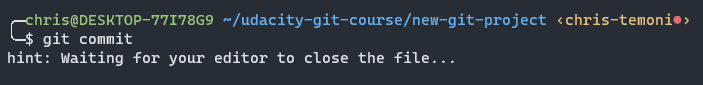 ╭─chris@DESKTOP-77I78G9 ~/udacity-git-course/new-git-project ‹chris-temoni●›
╰─$ git commit
hint: Waiting for your editor to close the file...